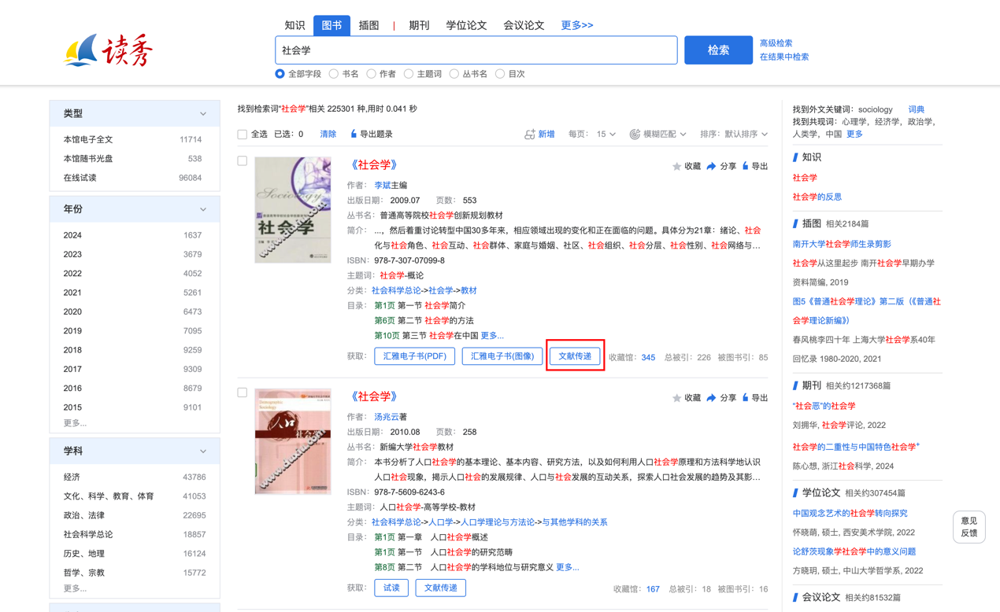 读秀
知识 图书 插图 | 期刊 学位论文 会议论文 更多>>
社会学 检索
高级检索
在结果中检索
全部字段 书名 作者 主题词 丛书名 目次
类型
本馆电子全文 11714
本馆随书光盘 538
在线试读 96084
年份
2024 1637
2023 3679
2022 4052
2021 5261
2020 6473
2019 7095
2018 9259
2017 9309
2016 8679
2015 9101
更多...
学科
经济 43786
文化、科学、教育、体育 41053
政治、法律 22695
社会科学总论 18857
历史、地理 16124
哲学、宗教 15772
更多...
找到检索词“社会学”相关 225301 种,用时 0.041 秒
全选 已选：0 清除 导出题录 新增 每页： 15 模糊匹配 排序： 默认排序
Sociology
社会学
www.duxiu.com
《社会学》 收藏 分享 导出
作者： 李斌主编
出版日期： 2009.07 页数： 553
丛书名： 普通高等院校社会学创新规划教材
简介： ...，然后着重讨论转型中国30多年来，相应领域出现的变化和正在面临的问题。具体分为21章：绪论、社会
化与社会角色、社会互动、社会群体、家庭与婚姻、社区、社会组织、社会分层、社会性别、社会网络与...
ISBN： 978-7-307-07099-8
主题词： 社会学-概论
分类： 社会科学总论->社会学->教材
目录： 第1页 第一节 社会学简介
第6页 第二节 社会学的方法
第10页 第三节 社会学在中国 更多...
获取： 汇雅电子书(PDF) 汇雅电子书(图像) 文献传递 收藏馆： 345 总被引： 226 被图书引： 85
Demographic
Sociology
人口
社会学
www.duxiu.com
《社会学》 收藏 分享 导出
作者： 汤兆云著
出版日期： 2010.08 页数： 258
丛书名： 新编大学社会学教材
简介： 本书分析了人口社会学的基本理论、基本内容、研究方法，以及如何利用人口社会学原理和方法科学地认识
人口社会现象，揭示人口社会的发展规律、人口与社会发展的互动关系，探索人口社会发展的趋势及其影...
ISBN： 978-7-5609-6243-6
主题词： 人口社会学-高等学校-教材
分类： 社会科学总论->人口学->人口学理论与方法论->与其他学科的关系
目录： 第1页 第一章 人口社会学概述
第1页 第一节 人口社会学的研究范畴
第8页 第二节 人口社会学的学科地位与研究意义 更多...
获取： 试读 文献传递 收藏馆： 167 总被引： 18 被图书引： 16
找到外文关键词：sociology 词典
找到共现词：心理学，经济学，政治学，
人类学，中国 更多
知识
社会学
社会学的反思
插图 相关2184篇
南开大学社会学师生录剪影
社会学从这里起步 南开社会学早期办学
资料简编, 2019
图5《普通社会学理论》第二版（《普通社
会学理论新编》）
春风桃李四十年 上海大学社会学系40年
回忆录 1980-2020, 2021
期刊 相关约1217368篇
“社会恶”的社会学
刘拥华, 社会学评论, 2022
社会学的二重性与中国特色社会学+
陈心想, 浙江社会科学, 2024
学位论文 相关约307454篇
中国观念艺术的社会学转向探究
怀晓萌, 硕士, 西安美术学院, 2022
论舒茨现象学社会学中的意义问题
方晓玥, 硕士, 中山大学哲学系, 2022
会议论文 相关约81532篇
意见
反馈